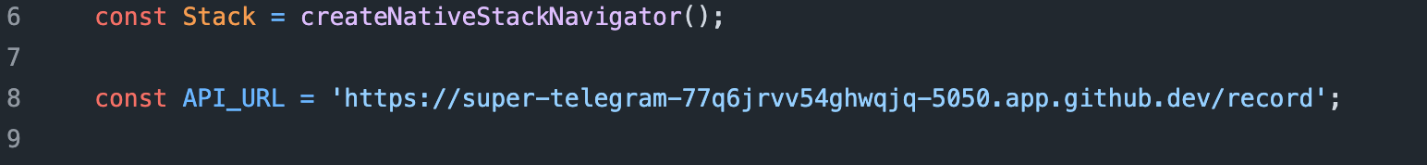 6 const Stack = createNativeStackNavigator();
7
8 const API_URL = 'https://super-telegram-77q6jrvv54ghwqjq-5050.app.github.dev/record';
9